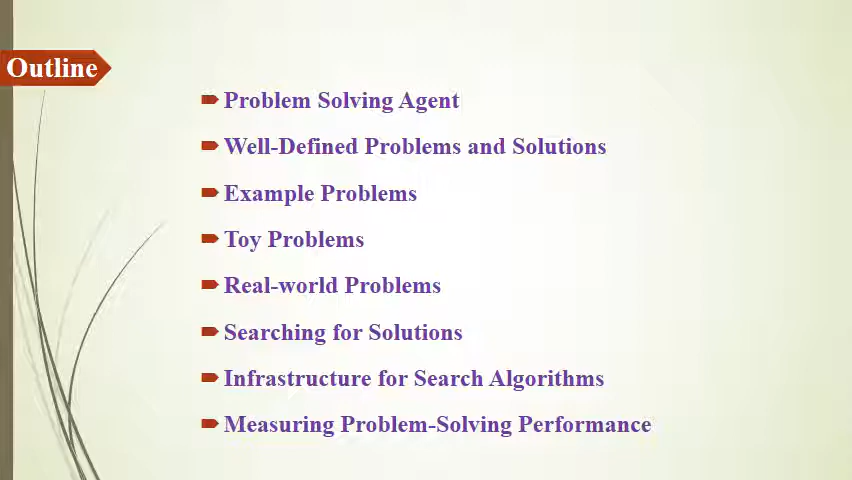 Outline
Problem Solving Agent
Well-Defined Problems and Solutions
Example Problems
Toy Problems
Real-world Problems
Searching for Solutions
Infrastructure for Search Algorithms
Measuring Problem-Solving Performance